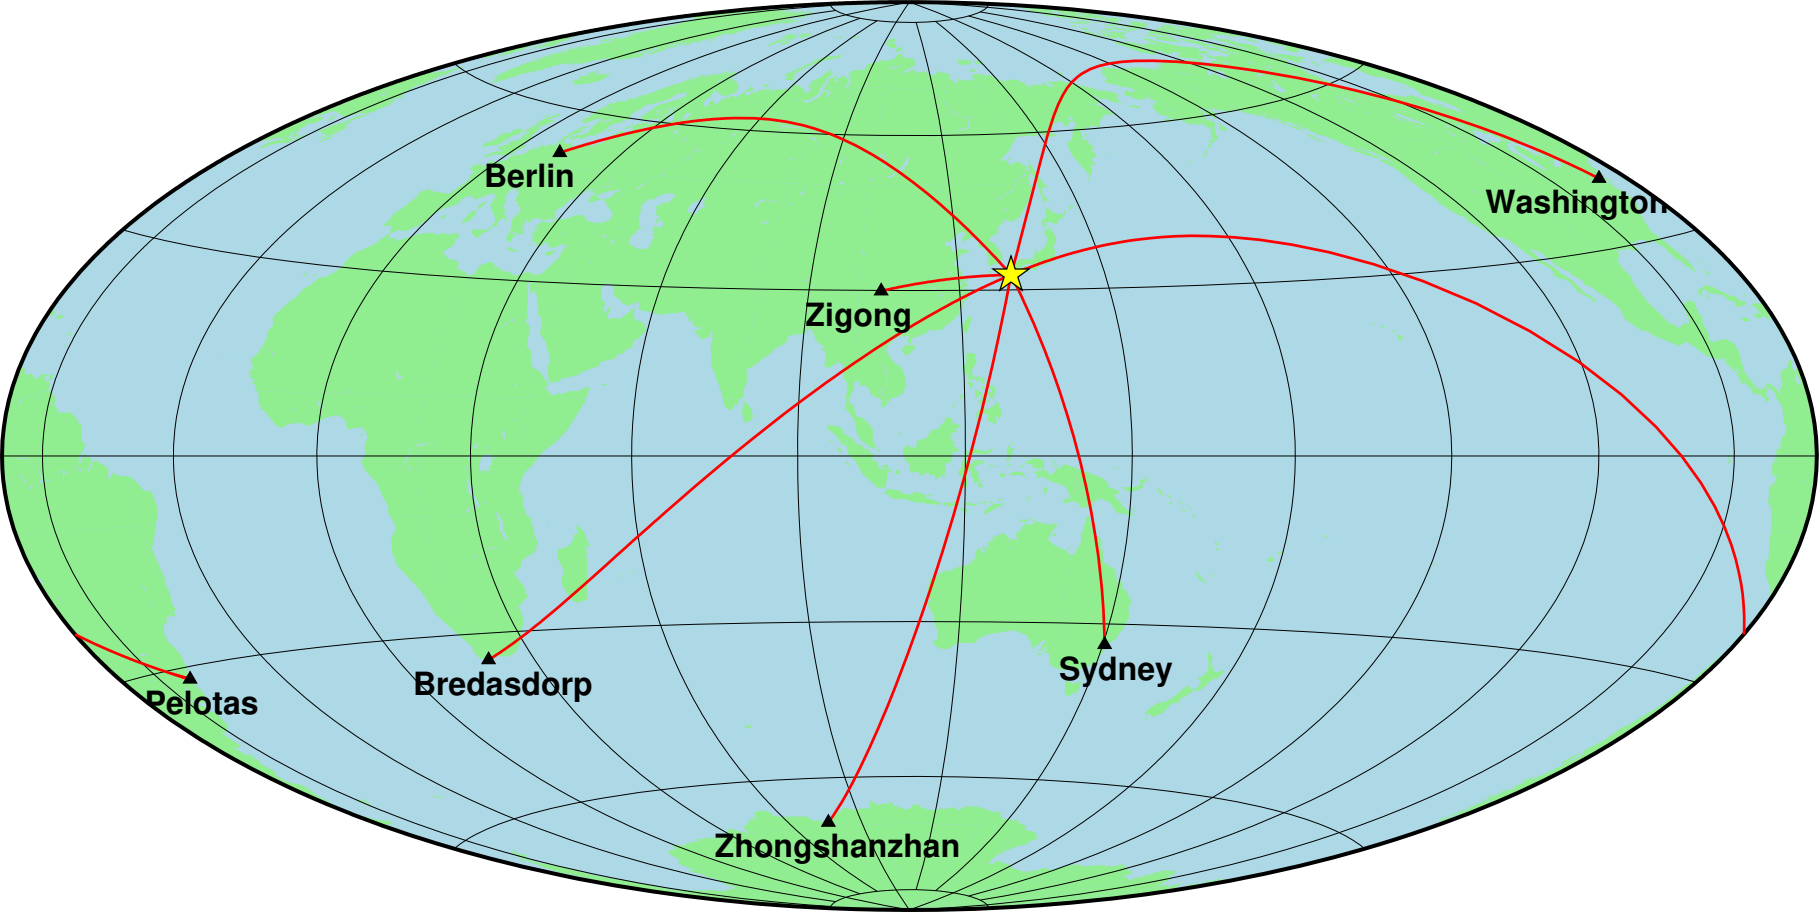 Berlin
Washington
Zigong
Sydney
Bredasdorp
Pelotas
Zhongshanzhan